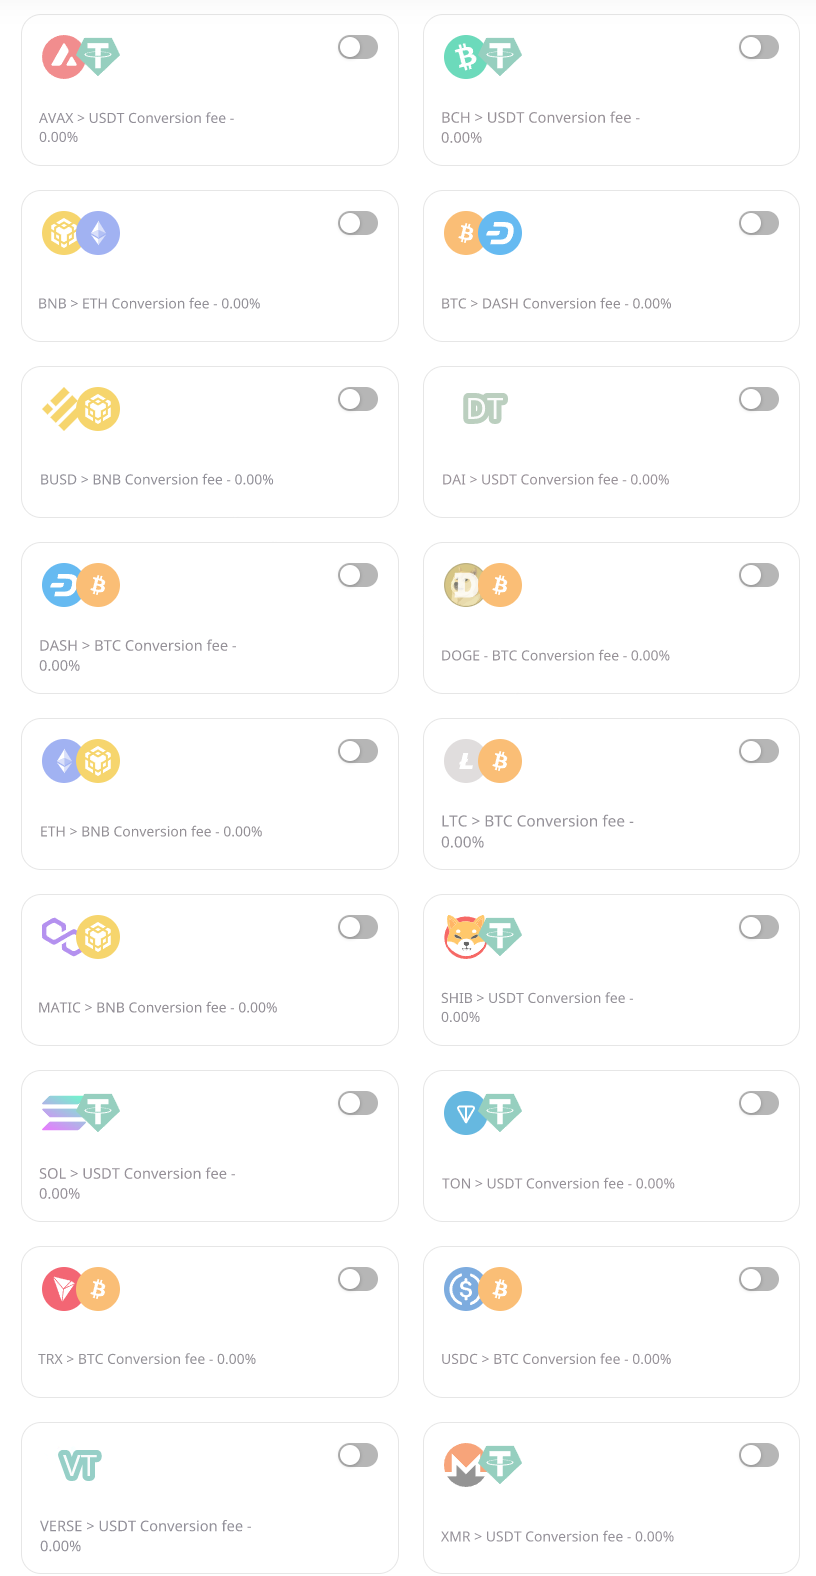 AVAX > USDT Conversion fee -
0.00%
BCH > USDT Conversion fee -
0.00%
BNB > ETH Conversion fee - 0.00%
BTC > DASH Conversion fee - 0.00%
BUSD > BNB Conversion fee - 0.00%
DT
DAI > USDT Conversion fee - 0.00%
DASH > BTC Conversion fee -
0.00%
DOGE - BTC Conversion fee - 0.00%
ETH > BNB Conversion fee - 0.00%
LTC > BTC Conversion fee -
0.00%
MATIC > BNB Conversion fee - 0.00%
SHIB > USDT Conversion fee -
0.00%
SOL > USDT Conversion fee -
0.00%
TON > USDT Conversion fee - 0.00%
TRX > BTC Conversion fee - 0.00%
USDC > BTC Conversion fee - 0.00%
VT
VERSE > USDT Conversion fee -
0.00%
XMR > USDT Conversion fee - 0.00%